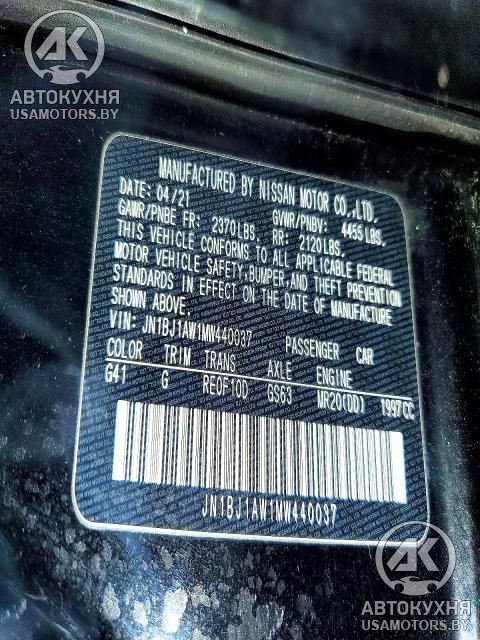 АК
АВТОКУХНЯ
USAMOTORS.BY
MANUFACTURED BY NISSAN MOTOR CO.,LTD.
DATE: 04/21 GVWR/PNBV: 4455 LBS.
GAWR/PNBE FR: 2370LBS. RR: 2120LBS.
THIS VEHICLE CONFORMS TO ALL APPLICABLE FEDERAL
MOTOR VEHICLE SAFETY, BUMPER, AND THEFT PREVENTION
STANDARDS IN EFFECT ON THE DATE OF MANUFACTURE
SHOWN ABOVE.
VIN: JN1BJ1AW1MW440037 PASSENGER CAR
COLOR TRIM TRANS AXLE ENGINE
G41 G RE0F10D GS63 MR20(DD) 1997CC
JN1BJ1AW1MW440037
АК
АВТОКУХНЯ
USAMOTORS.BY